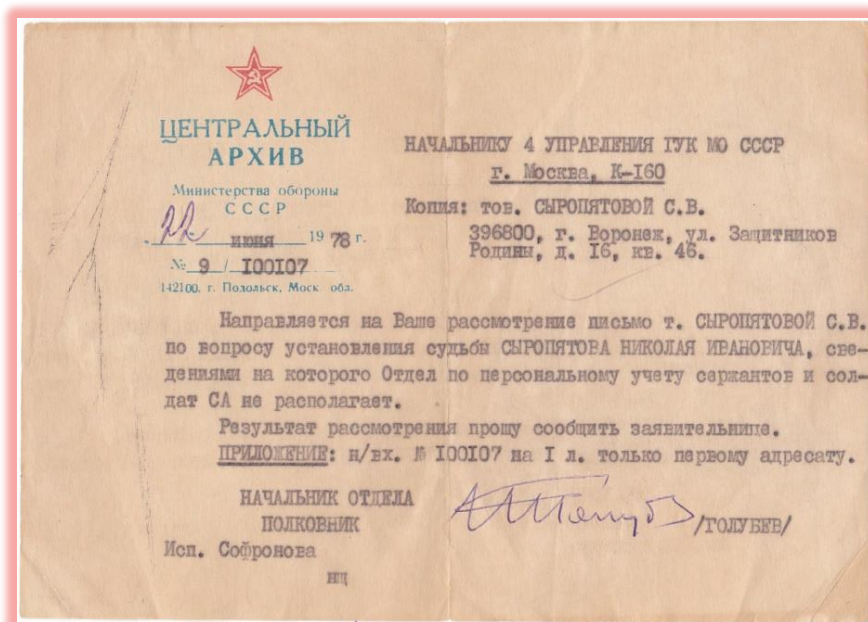 ЦЕНТРАЛЬНЫЙ
АРХИВ
Министерства обороны
СССР
„22 июня 1978 г.
№ 9/I00I07
142100, г. Подольск, Моск. обл.
НАЧАЛЬНИКУ 4 УПРАВЛЕНИЯ ГУК МО СССР
г. Москва, К-I60
Копия: тов. СЫРОПЯТОВОЙ С.В.
396800, г. Воронеж, ул. Защитников
Родины, д. I6, кв. 46.
Направляется на Ваше рассмотрение письмо т. СЫРОПЯТОВОЙ С.В.
по вопросу установления судьбы СЫРОПЯТОВА НИКОЛАЯ ИВАНОВИЧА, све-
дениями на которого Отдел по персональному учету сержантов и сол-
дат СА не располагает.
Результат рассмотрения прошу сообщить заявительнице.
ПРИЛОЖЕНИЕ: н/вх. № I00I07 на I л. только первому адресату.
НАЧАЛЬНИК ОТДЕЛА
ПОЛКОВНИК
/ГОЛУБЕВ/
Исп. Софронова
нщ